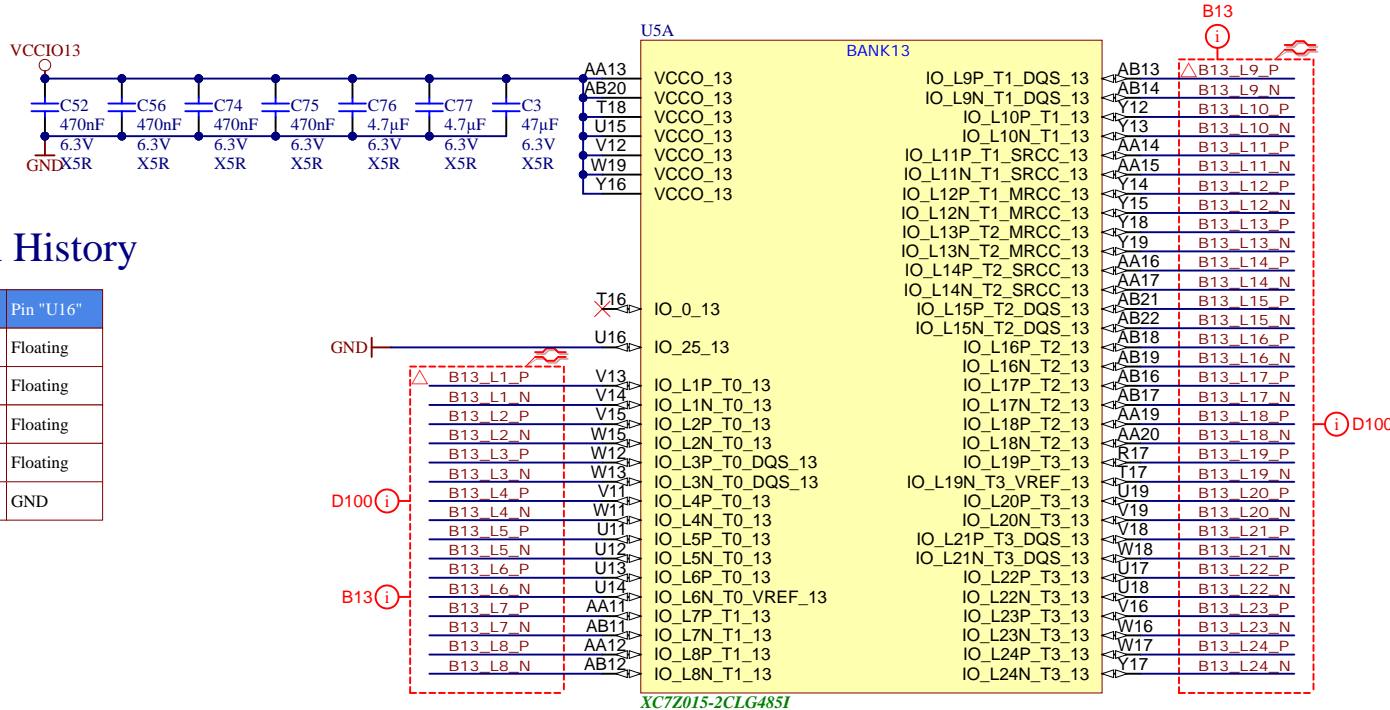 VCCIO13
C52
470nF
6.3V
X5R
C56
470nF
6.3V
X5R
C74
470nF
6.3V
X5R
C75
470nF
6.3V
X5R
C76
4.7µF
6.3V
X5R
C77
4.7µF
6.3V
X5R
C3
47µF
6.3V
X5R
GND
History
Pin "U16"
Floating
Floating
Floating
Floating
GND
U5A
BANK13
AA13 VCCO_13
AB20 VCCO_13
T18 VCCO_13
U15 VCCO_13
V12 VCCO_13
W19 VCCO_13
Y16 VCCO_13
T16 IO_0_13
GND U16 IO_25_13
B13_L1_P V13 IO_L1P_T0_13
B13_L1_N V14 IO_L1N_T0_13
B13_L2_P V15 IO_L2P_T0_13
B13_L2_N W15 IO_L2N_T0_13
B13_L3_P W12 IO_L3P_T0_DQS_13
B13_L3_N W13 IO_L3N_T0_DQS_13
B13_L4_P V11 IO_L4P_T0_13
B13_L4_N W11 IO_L4N_T0_13
B13_L5_P U11 IO_L5P_T0_13
B13_L5_N U12 IO_L5N_T0_13
B13_L6_P U13 IO_L6P_T0_13
B13_L6_N U14 IO_L6N_T0_VREF_13
B13_L7_P AA11 IO_L7P_T1_13
B13_L7_N AB11 IO_L7N_T1_13
B13_L8_P AA12 IO_L8P_T1_13
B13_L8_N AB12 IO_L8N_T1_13
D100 i
B13 i
B13
i
IO_L9P_T1_DQS_13 AB13 B13_L9_P
IO_L9N_T1_DQS_13 AB14 B13_L9_N
IO_L10P_T1_13 Y12 B13_L10_P
IO_L10N_T1_13 Y13 B13_L10_N
IO_L11P_T1_SRCC_13 AA14 B13_L11_P
IO_L11N_T1_SRCC_13 AA15 B13_L11_N
IO_L12P_T1_MRCC_13 Y14 B13_L12_P
IO_L12N_T1_MRCC_13 Y15 B13_L12_N
IO_L13P_T2_MRCC_13 Y18 B13_L13_P
IO_L13N_T2_MRCC_13 Y19 B13_L13_N
IO_L14P_T2_SRCC_13 AA16 B13_L14_P
IO_L14N_T2_SRCC_13 AA17 B13_L14_N
IO_L15P_T2_DQS_13 AB21 B13_L15_P
IO_L15N_T2_DQS_13 AB22 B13_L15_N
IO_L16P_T2_13 AB18 B13_L16_P
IO_L16N_T2_13 AB19 B13_L16_N
IO_L17P_T2_13 AB16 B13_L17_P
IO_L17N_T2_13 AB17 B13_L17_N
IO_L18P_T2_13 AA19 B13_L18_P
IO_L18N_T2_13 AA20 B13_L18_N
IO_L19P_T3_13 R17 B13_L19_P
IO_L19N_T3_VREF_13 T17 B13_L19_N
IO_L20P_T3_13 U19 B13_L20_P
IO_L20N_T3_13 V19 B13_L20_N
IO_L21P_T3_DQS_13 V18 B13_L21_P
IO_L21N_T3_DQS_13 W18 B13_L21_N
IO_L22P_T3_13 U17 B13_L22_P
IO_L22N_T3_13 U18 B13_L22_N
IO_L23P_T3_13 V16 B13_L23_P
IO_L23N_T3_13 W16 B13_L23_N
IO_L24P_T3_13 W17 B13_L24_P
IO_L24N_T3_13 Y17 B13_L24_N
i D100
XC7Z015-2CLG485I